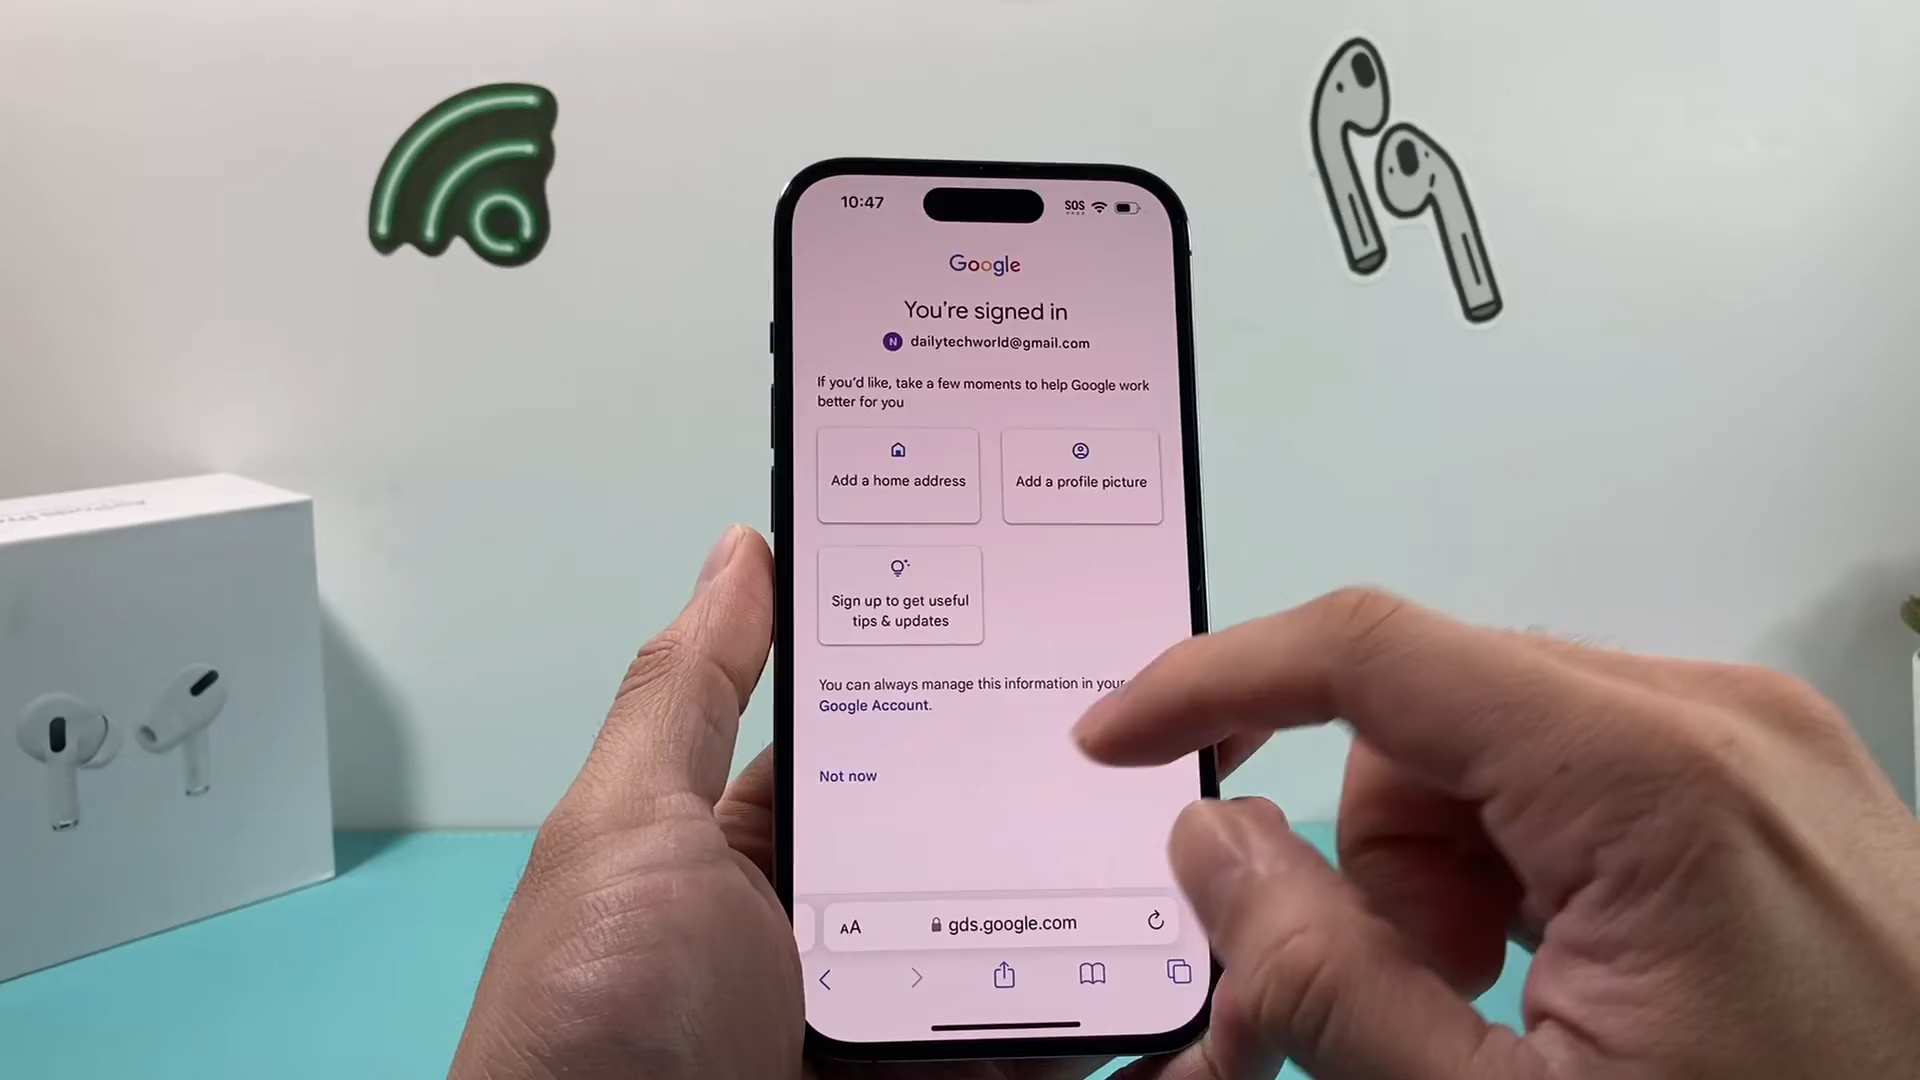 10:47
SOS
Google
You're signed in
N dailytechworld@gmail.com
If you'd like, take a few moments to help Google work
better for you
Add a home address
Add a profile picture
Sign up to get useful
tips & updates
You can always manage this information in your
Google Account.
Not now
AA
gds.google.com
AirPods Pro